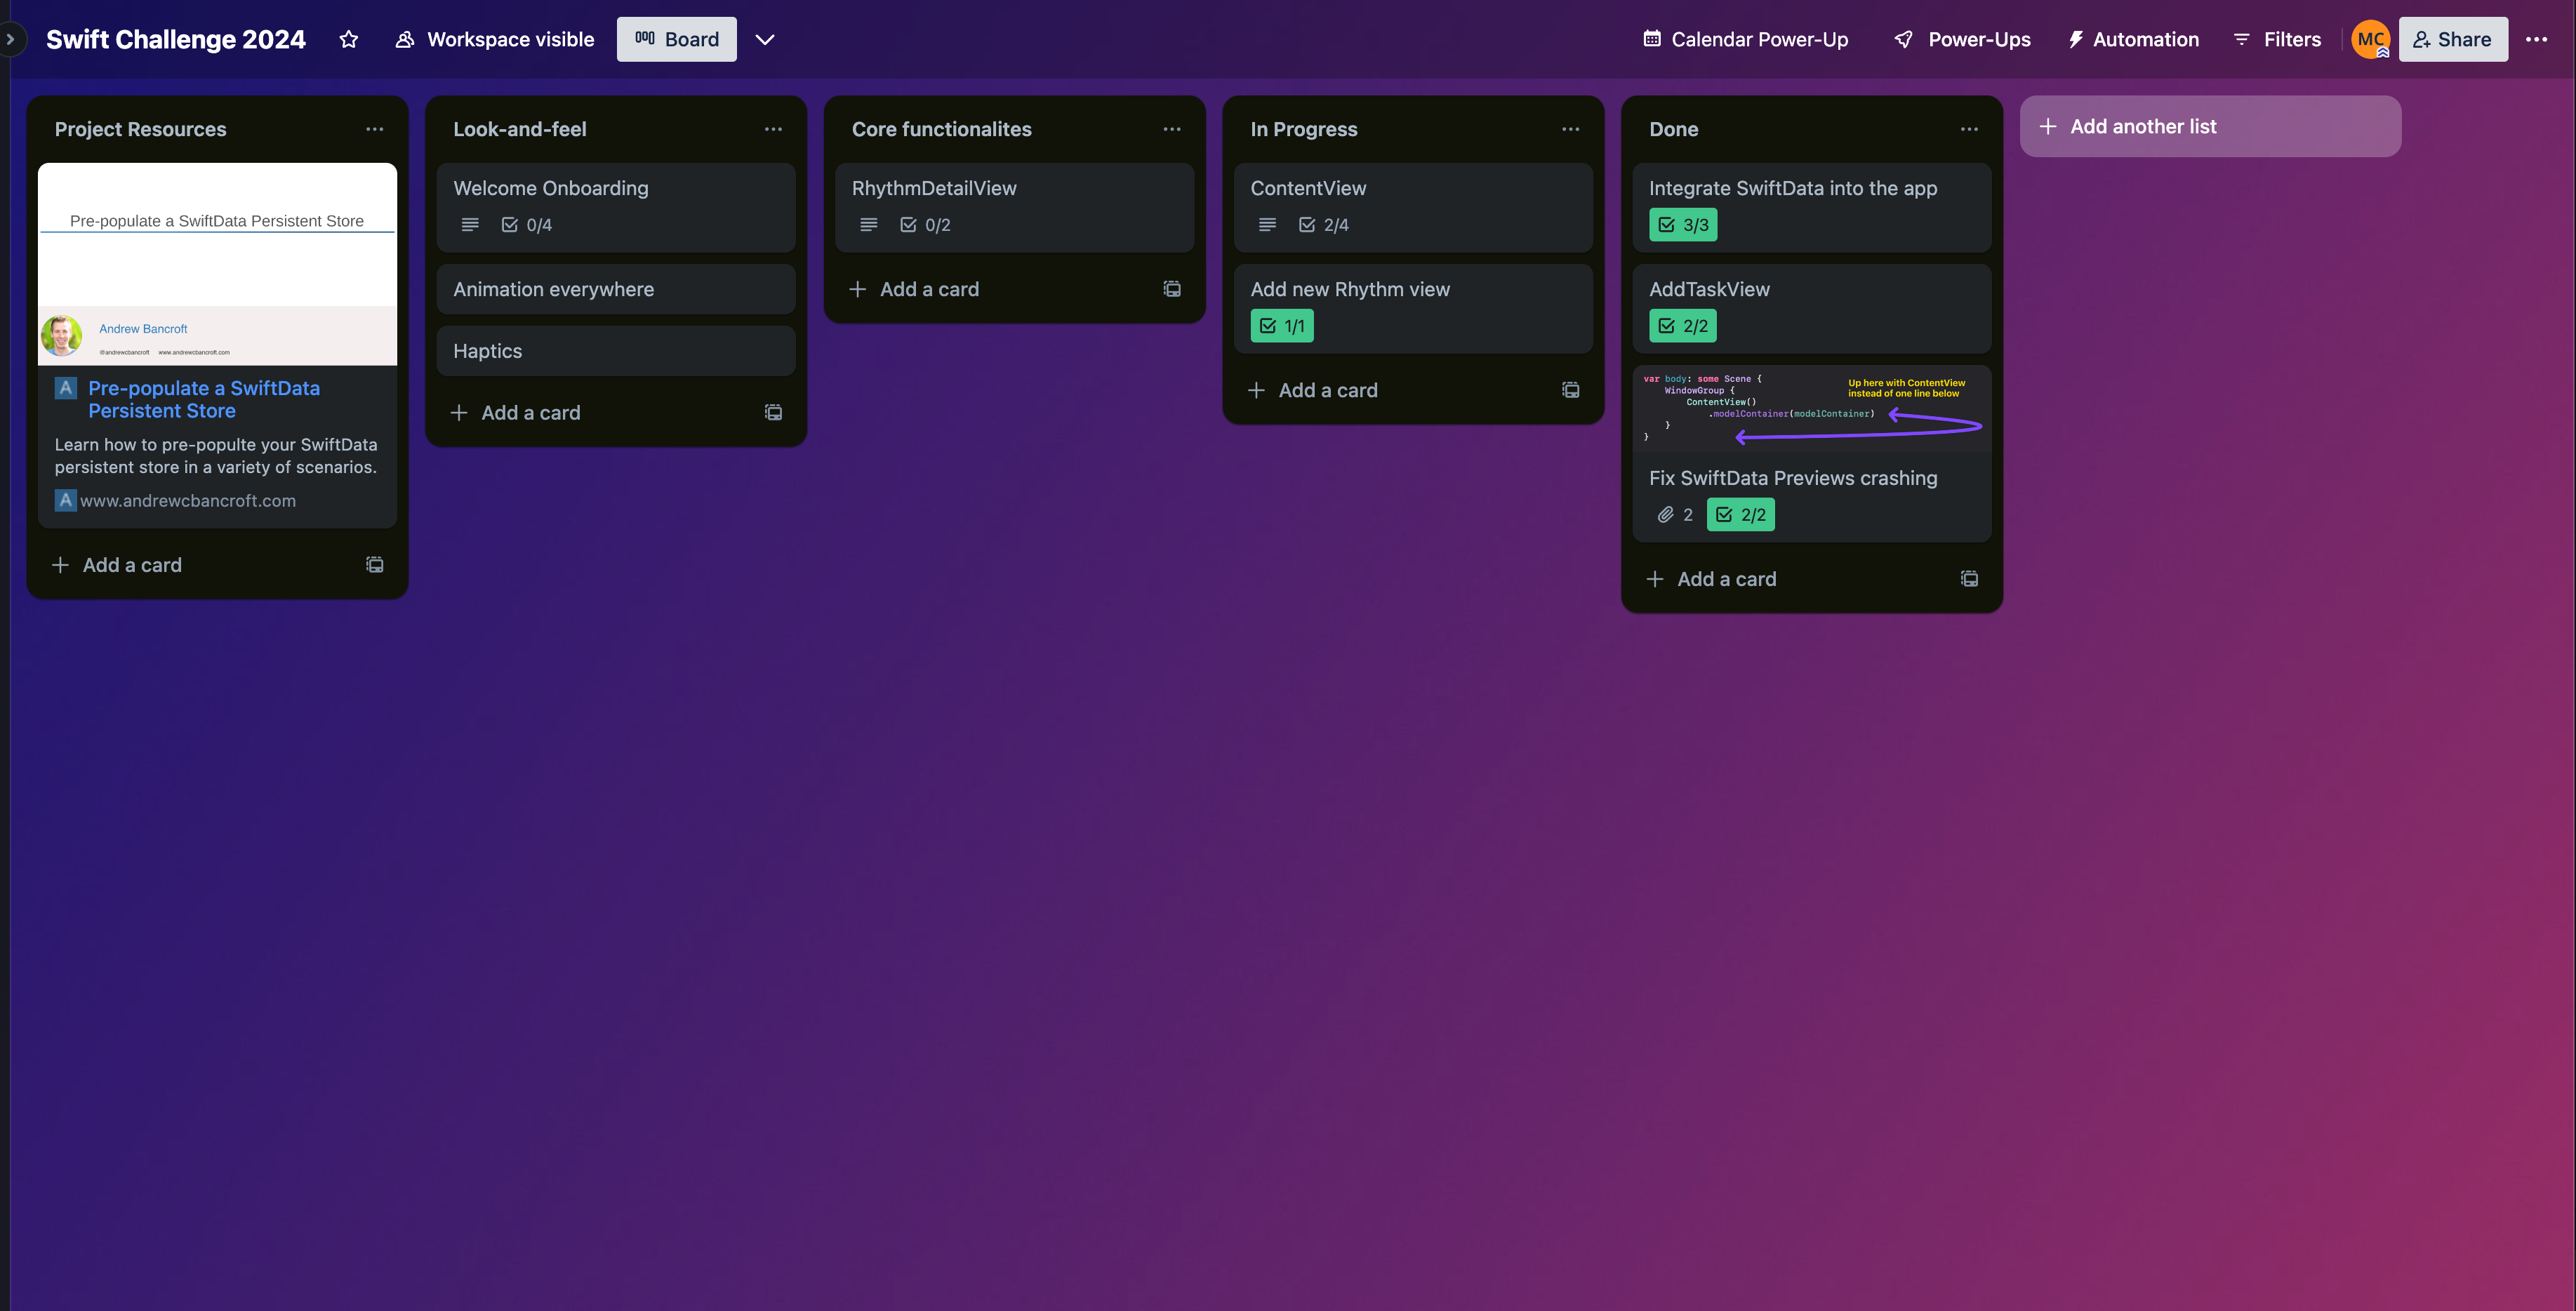 Swift Challenge 2024
Workspace visible
Board
Calendar Power-Up
Power-Ups
Automation
Filters
MC
Share
Project Resources
Pre-populate a SwiftData Persistent Store
Andrew Bancroft
@andrewcbancroft www.andrewcbancroft.com
A Pre-populate a SwiftData
Persistent Store
Learn how to pre-populte your SwiftData
persistent store in a variety of scenarios.
A www.andrewcbancroft.com
Add a card
Look-and-feel
Welcome Onboarding
0/4
Animation everywhere
Haptics
Add a card
Core functionalites
RhythmDetailView
0/2
Add a card
In Progress
ContentView
2/4
Add new Rhythm view
1/1
Add a card
Done
Integrate SwiftData into the app
3/3
AddTaskView
2/2
var body: some Scene {
WindowGroup {
ContentView()
.modelContainer(modelContainer)
}
}
Up here with ContentView
instead of one line below
Fix SwiftData Previews crashing
2 2/2
Add a card
Add another list